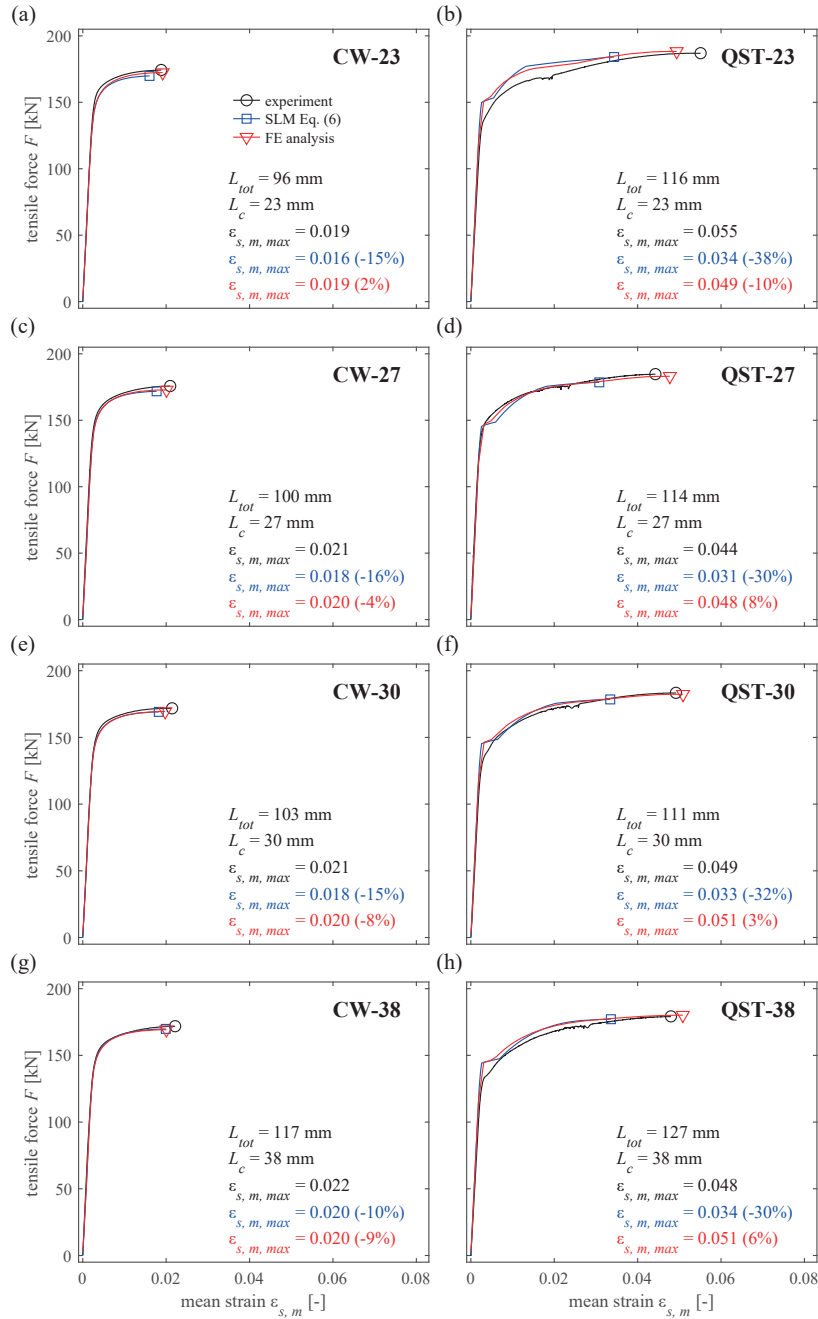 (a)
CW-23
200
150
100
50
0
tensile force F [kN]
experiment
SLM Eq. (6)
FE analysis
L_tot = 96 mm
L_c = 23 mm
ε_s, m, max = 0.019
ε_s, m, max = 0.016 (-15%)
ε_s, m, max = 0.019 (2%)
(b)
QST-23
L_tot = 116 mm
L_c = 23 mm
ε_s, m, max = 0.055
ε_s, m, max = 0.034 (-38%)
ε_s, m, max = 0.049 (-10%)
(c)
CW-27
200
150
100
50
0
tensile force F [kN]
L_tot = 100 mm
L_c = 27 mm
ε_s, m, max = 0.021
ε_s, m, max = 0.018 (-16%)
ε_s, m, max = 0.020 (-4%)
(d)
QST-27
L_tot = 114 mm
L_c = 27 mm
ε_s, m, max = 0.044
ε_s, m, max = 0.031 (-30%)
ε_s, m, max = 0.048 (8%)
(e)
CW-30
200
150
100
50
0
tensile force F [kN]
L_tot = 103 mm
L_c = 30 mm
ε_s, m, max = 0.021
ε_s, m, max = 0.018 (-15%)
ε_s, m, max = 0.020 (-8%)
(f)
QST-30
L_tot = 111 mm
L_c = 30 mm
ε_s, m, max = 0.049
ε_s, m, max = 0.033 (-32%)
ε_s, m, max = 0.051 (3%)
(g)
CW-38
200
150
100
50
0
tensile force F [kN]
L_tot = 117 mm
L_c = 38 mm
ε_s, m, max = 0.022
ε_s, m, max = 0.020 (-10%)
ε_s, m, max = 0.020 (-9%)
0 0.02 0.04 0.06 0.08
mean strain ε_s, m [-]
(h)
QST-38
L_tot = 127 mm
L_c = 38 mm
ε_s, m, max = 0.048
ε_s, m, max = 0.034 (-30%)
ε_s, m, max = 0.051 (6%)
0 0.02 0.04 0.06 0.08
mean strain ε_s, m [-]